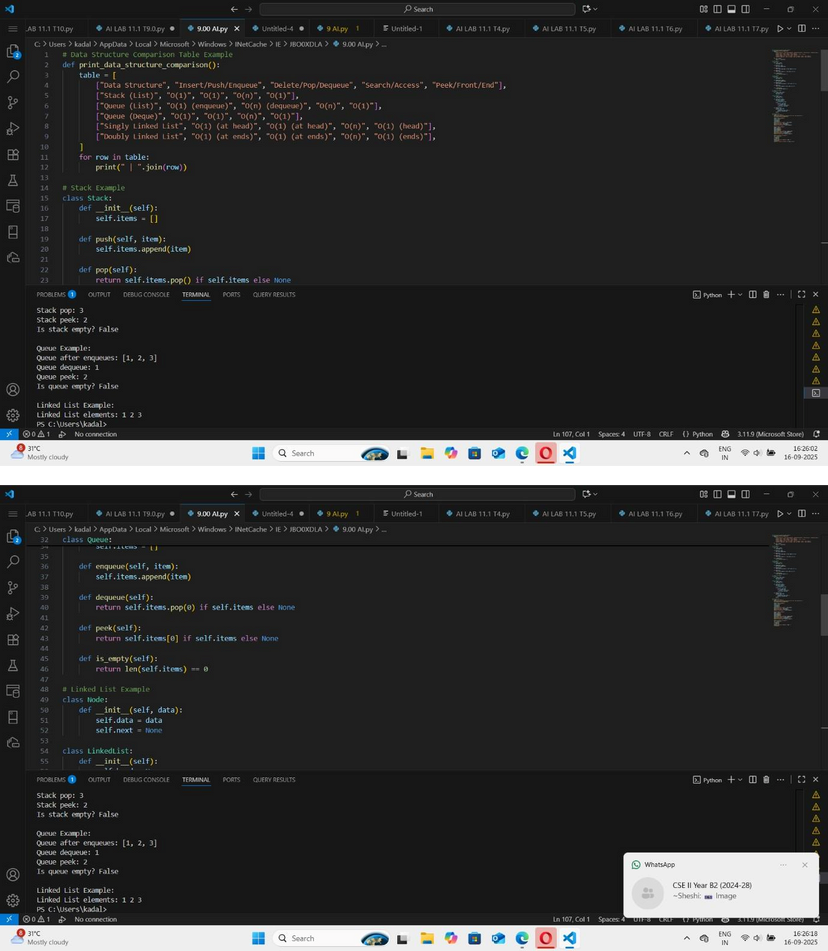 Search
.AB 11.1 T10.py
AI LAB 11.1 T9.0.py
9.00 AI.py
Untitled-4
9 AI.py 1
Untitled-1
AI LAB 11.1 T4.py
AI LAB 11.1 T5.py
AI LAB 11.1 T6.py
AI LAB 11.1 T7.py
C: > Users > kadal > AppData > Local > Microsoft > Windows > INetCache > IE > JBO0XDLA > 9.00 AI.py > ...
1 # Data Structure Comparison Table Example
2 def print_data_structure_comparison():
3 table = [
4 ["Data Structure", "Insert/Push/Enqueue", "Delete/Pop/Dequeue", "Search/Access", "Peek/Front/End"],
5 ["Stack (List)", "O(1)", "O(1)", "O(n)", "O(1)"],
6 ["Queue (List)", "O(1) (enqueue)", "O(n) (dequeue)", "O(n)", "O(1)"],
7 ["Queue (Deque)", "O(1)", "O(1)", "O(n)", "O(1)"],
8 ["Singly Linked List", "O(1) (at head)", "O(1) (at head)", "O(n)", "O(1) (head)"],
9 ["Doubly Linked List", "O(1) (at ends)", "O(1) (at ends)", "O(n)", "O(1) (ends)"],
10 ]
11 for row in table:
12 print(" | ".join(row))
13
14 # Stack Example
15 class Stack:
16 def __init__(self):
17 self.items = []
18
19 def push(self, item):
20 self.items.append(item)
21
22 def pop(self):
23 return self.items.pop() if self.items else None
PROBLEMS 1 OUTPUT DEBUG CONSOLE TERMINAL PORTS QUERY RESULTS
Python
Stack pop: 3
Stack peek: 2
Is stack empty? False
Queue Example:
Queue after enqueues: [1, 2, 3]
Queue dequeue: 1
Queue peek: 2
Is queue empty? False
Linked List Example:
Linked List elements: 1 2 3
PS C:\Users\kadal>
0 1 No connection
Ln 107, Col 1 Spaces: 4 UTF-8 CRLF {} Python 3.11.9 (Microsoft Store)
31°C
Mostly cloudy
Search
ENG
IN
16:26:02
16-09-2025
Search
.AB 11.1 T10.py
AI LAB 11.1 T9.0.py
9.00 AI.py
Untitled-4
9 AI.py 1
Untitled-1
AI LAB 11.1 T4.py
AI LAB 11.1 T5.py
AI LAB 11.1 T6.py
AI LAB 11.1 T7.py
C: > Users > kadal > AppData > Local > Microsoft > Windows > INetCache > IE > JBO0XDLA > 9.00 AI.py > ...
32 class Queue:
34 self.items = []
35
36 def enqueue(self, item):
37 self.items.append(item)
38
39 def dequeue(self):
40 return self.items.pop(0) if self.items else None
41
42 def peek(self):
43 return self.items[0] if self.items else None
44
45 def is_empty(self):
46 return len(self.items) == 0
47
48 # Linked List Example
49 class Node:
50 def __init__(self, data):
51 self.data = data
52 self.next = None
53
54 class LinkedList:
55 def __init__(self):
PROBLEMS 1 OUTPUT DEBUG CONSOLE TERMINAL PORTS QUERY RESULTS
Python
Stack pop: 3
Stack peek: 2
Is stack empty? False
Queue Example:
Queue after enqueues: [1, 2, 3]
Queue dequeue: 1
Queue peek: 2
Is queue empty? False
Linked List Example:
Linked List elements: 1 2 3
PS C:\Users\kadal>
WhatsApp
CSE II Year B2 (2024-28)
~Sheshi: Image
0 1 No connection
Ln 107, Col 1 Spaces: 4 UTF-8 CRLF {} Python 3.11.9 (Microsoft Store)
31°C
Mostly cloudy
Search
ENG
IN
16:26:18
16-09-2025